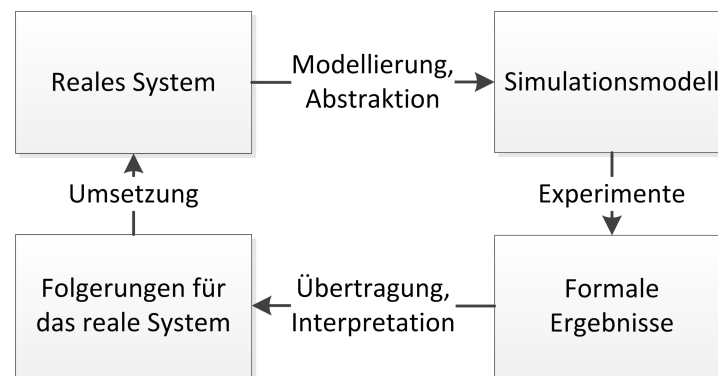 Reales System
Modellierung,
Abstraktion
Simulationsmodell
Umsetzung
Experimente
Folgerungen für
das reale System
Übertragung,
Interpretation
Formale
Ergebnisse